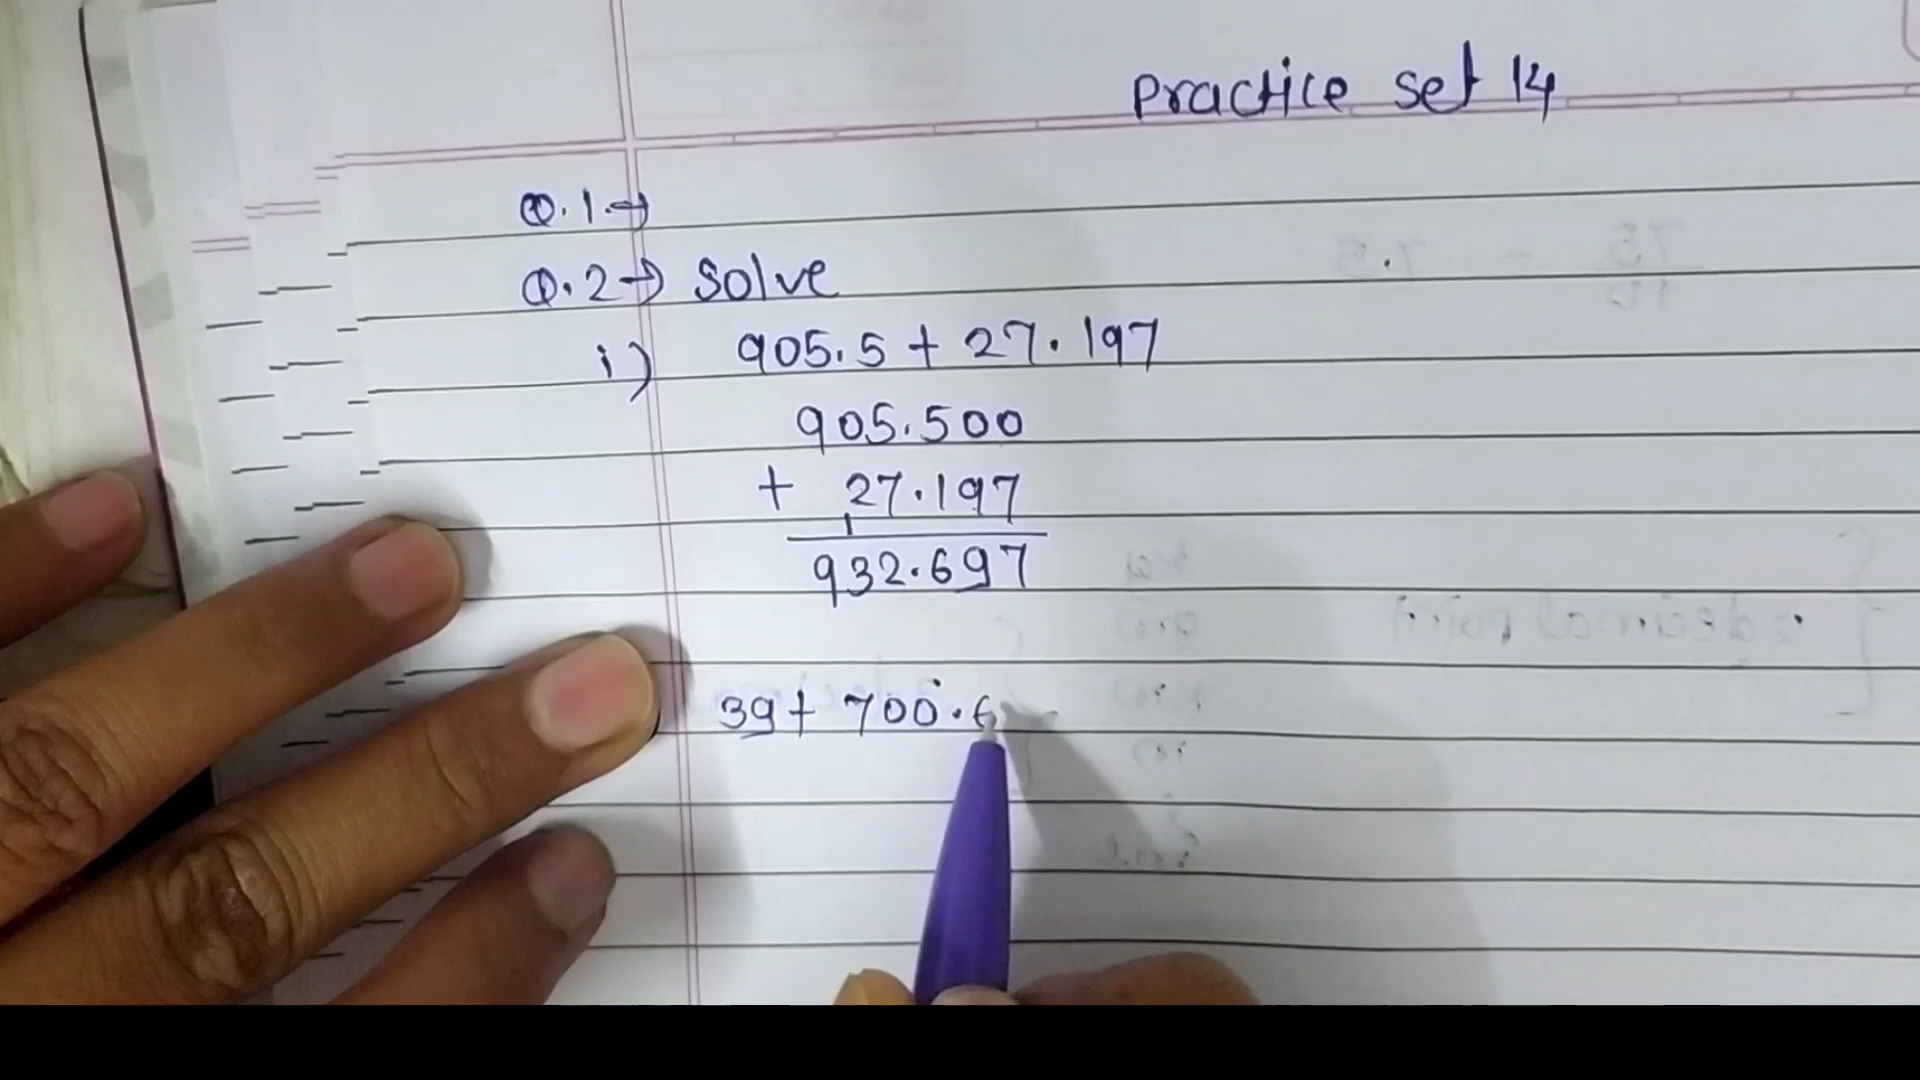 Practice set 14
Q.1.→
Q.2→ Solve
i) 905.5 + 27.197
905.500
+ 27.197
1
932.697
39 + 700.6